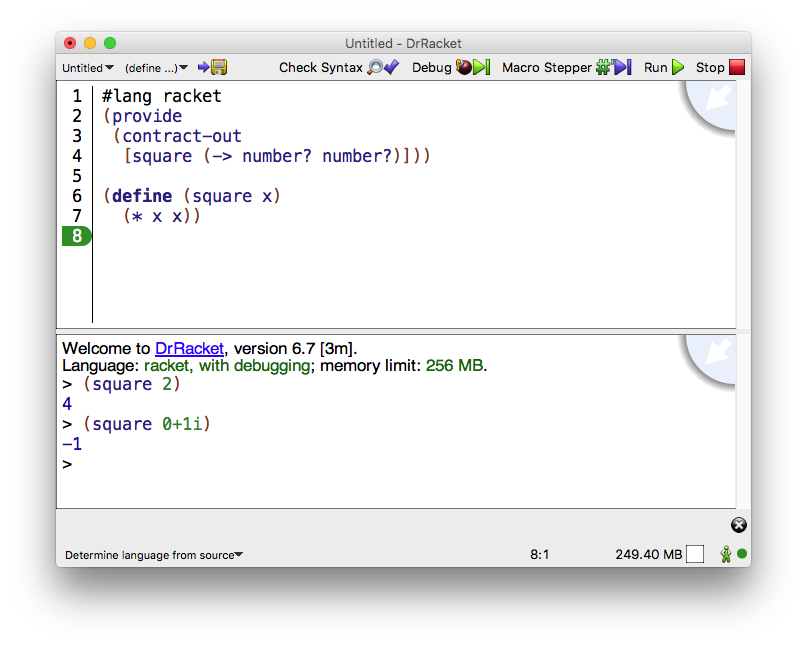 Untitled - DrRacket
Untitled (define ...) Check Syntax Debug Macro Stepper Run Stop
1 #lang racket
2 (provide
3 (contract-out
4 [square (-> number? number?)]))
5
6 (define (square x)
7 (* x x))
8
Welcome to DrRacket, version 6.7 [3m].
Language: racket, with debugging; memory limit: 256 MB.
> (square 2)
4
> (square 0+1i)
-1
>
Determine language from source 8:1 249.40 MB